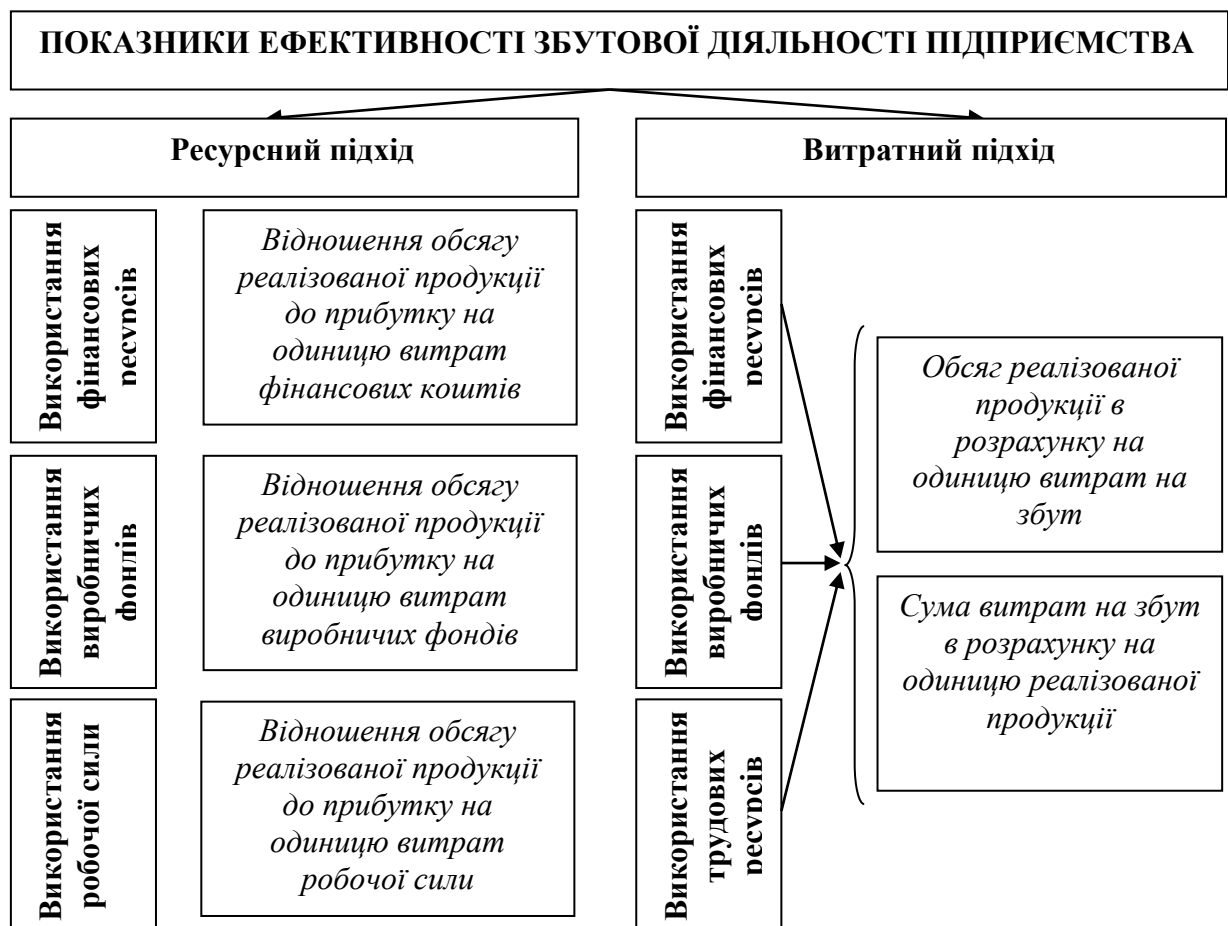 ПОКАЗНИКИ ЕФЕКТИВНОСТІ ЗБУТОВОЇ ДІЯЛЬНОСТІ ПІДПРИЄМСТВА
Ресурсний підхід
Витратний підхід
Використання
фінансових
ресурсів
Відношення обсягу
реалізованої продукції
до прибутку на
одиницю витрат
фінансових коштів
Використання
виробничих
фондів
Відношення обсягу
реалізованої продукції
до прибутку на
одиницю витрат
виробничих фондів
Використання
робочої сили
Відношення обсягу
реалізованої продукції
до прибутку на
одиницю витрат
робочої сили
Використання
фінансових
ресурсів
Використання
виробничих
фондів
Використання
трудових
ресурсів
Обсяг реалізованої
продукції в
розрахунку на
одиницю витрат на
збут
Сума витрат на збут
в розрахунку на
одиницю реалізованої
продукції